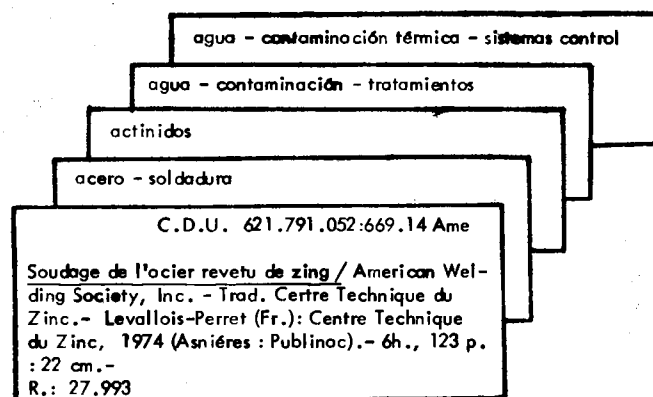 agua - contaminación térmica - sistemas control
agua - contaminación - tratamientos
actinidos
acero - soldadura
C.D.U. 621.791.052:669.14 Ame
Soudage de l'acier revetu de zing / American Wel-
ding Society, Inc. - Trad. Certre Technique du
Zinc.- Levallois-Perret (Fr.): Centre Technique
du Zinc, 1974 (Asniéres : Publinoc).- 6h., 123 p.
: 22 cm.-
R.: 27.993